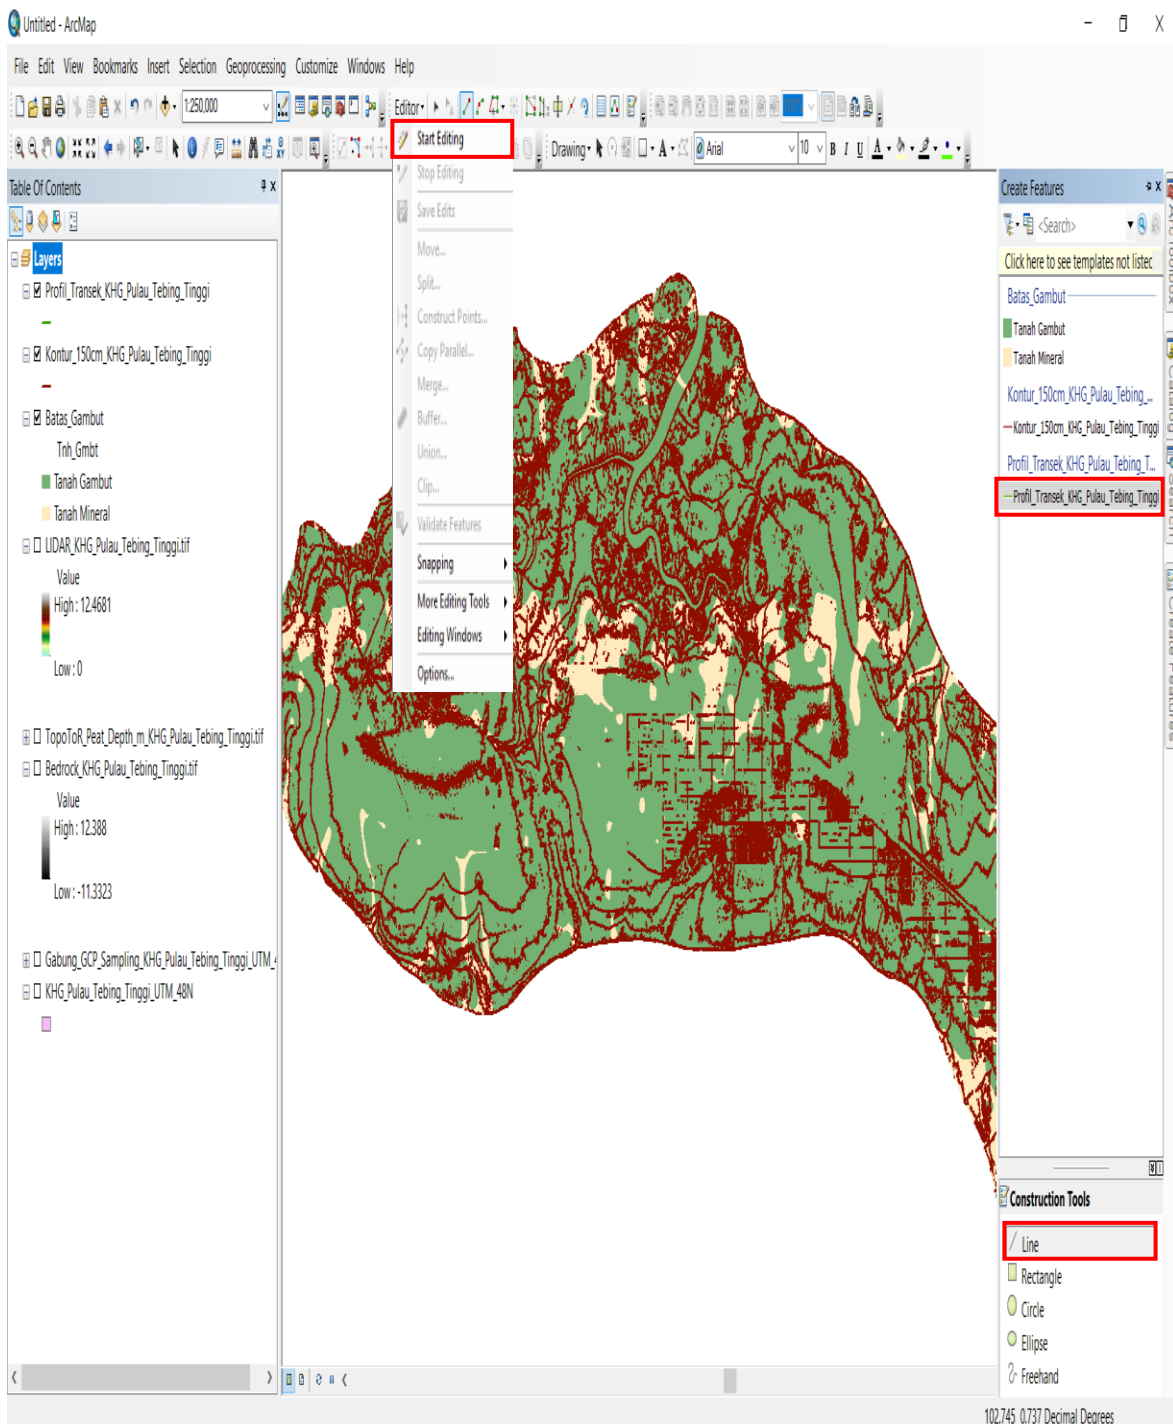 Untitled - ArcMap
File Edit View Bookmarks Insert Selection Geoprocessing Customize Windows Help
1:250,000
Editor
Drawing
Arial
10
B I U A
Start Editing
Stop Editing
Save Edits
Move...
Split...
Construct Points...
Copy Parallel...
Merge...
Buffer...
Union...
Clip...
Validate Features
Snapping
More Editing Tools
Editing Windows
Options...
Table Of Contents
Layers
Profil_Transek_KHG_Pulau_Tebing_Tinggi
Kontur_150cm_KHG_Pulau_Tebing_Tinggi
Batas_Gambut
Tnh_Gmbt
Tanah Gambut
Tanah Mineral
LIDAR_KHG_Pulau_Tebing_Tinggi.tif
Value
High : 12.4681
Low : 0
TopoToR_Peat_Depth_m_KHG_Pulau_Tebing_Tinggi.tif
Bedrock_KHG_Pulau_Tebing_Tinggi.tif
Value
High : 12.388
Low : -11.3323
Gabung_GCP_Sampling_KHG_Pulau_Tebing_Tinggi_UTM_4
KHG_Pulau_Tebing_Tinggi_UTM_48N
Create Features
<Search>
Click here to see templates not listec
Batas_Gambut
Tanah Gambut
Tanah Mineral
Kontur_150cm_KHG_Pulau_Tebing_...
Kontur_150cm_KHG_Pulau_Tebing_Tinggi
Profil_Transek_KHG_Pulau_Tebing_T...
Profil_Transek_KHG_Pulau_Tebing_Tinggi
Construction Tools
Line
Rectangle
Circle
Ellipse
Freehand
102.745 0.737 Decimal Degrees